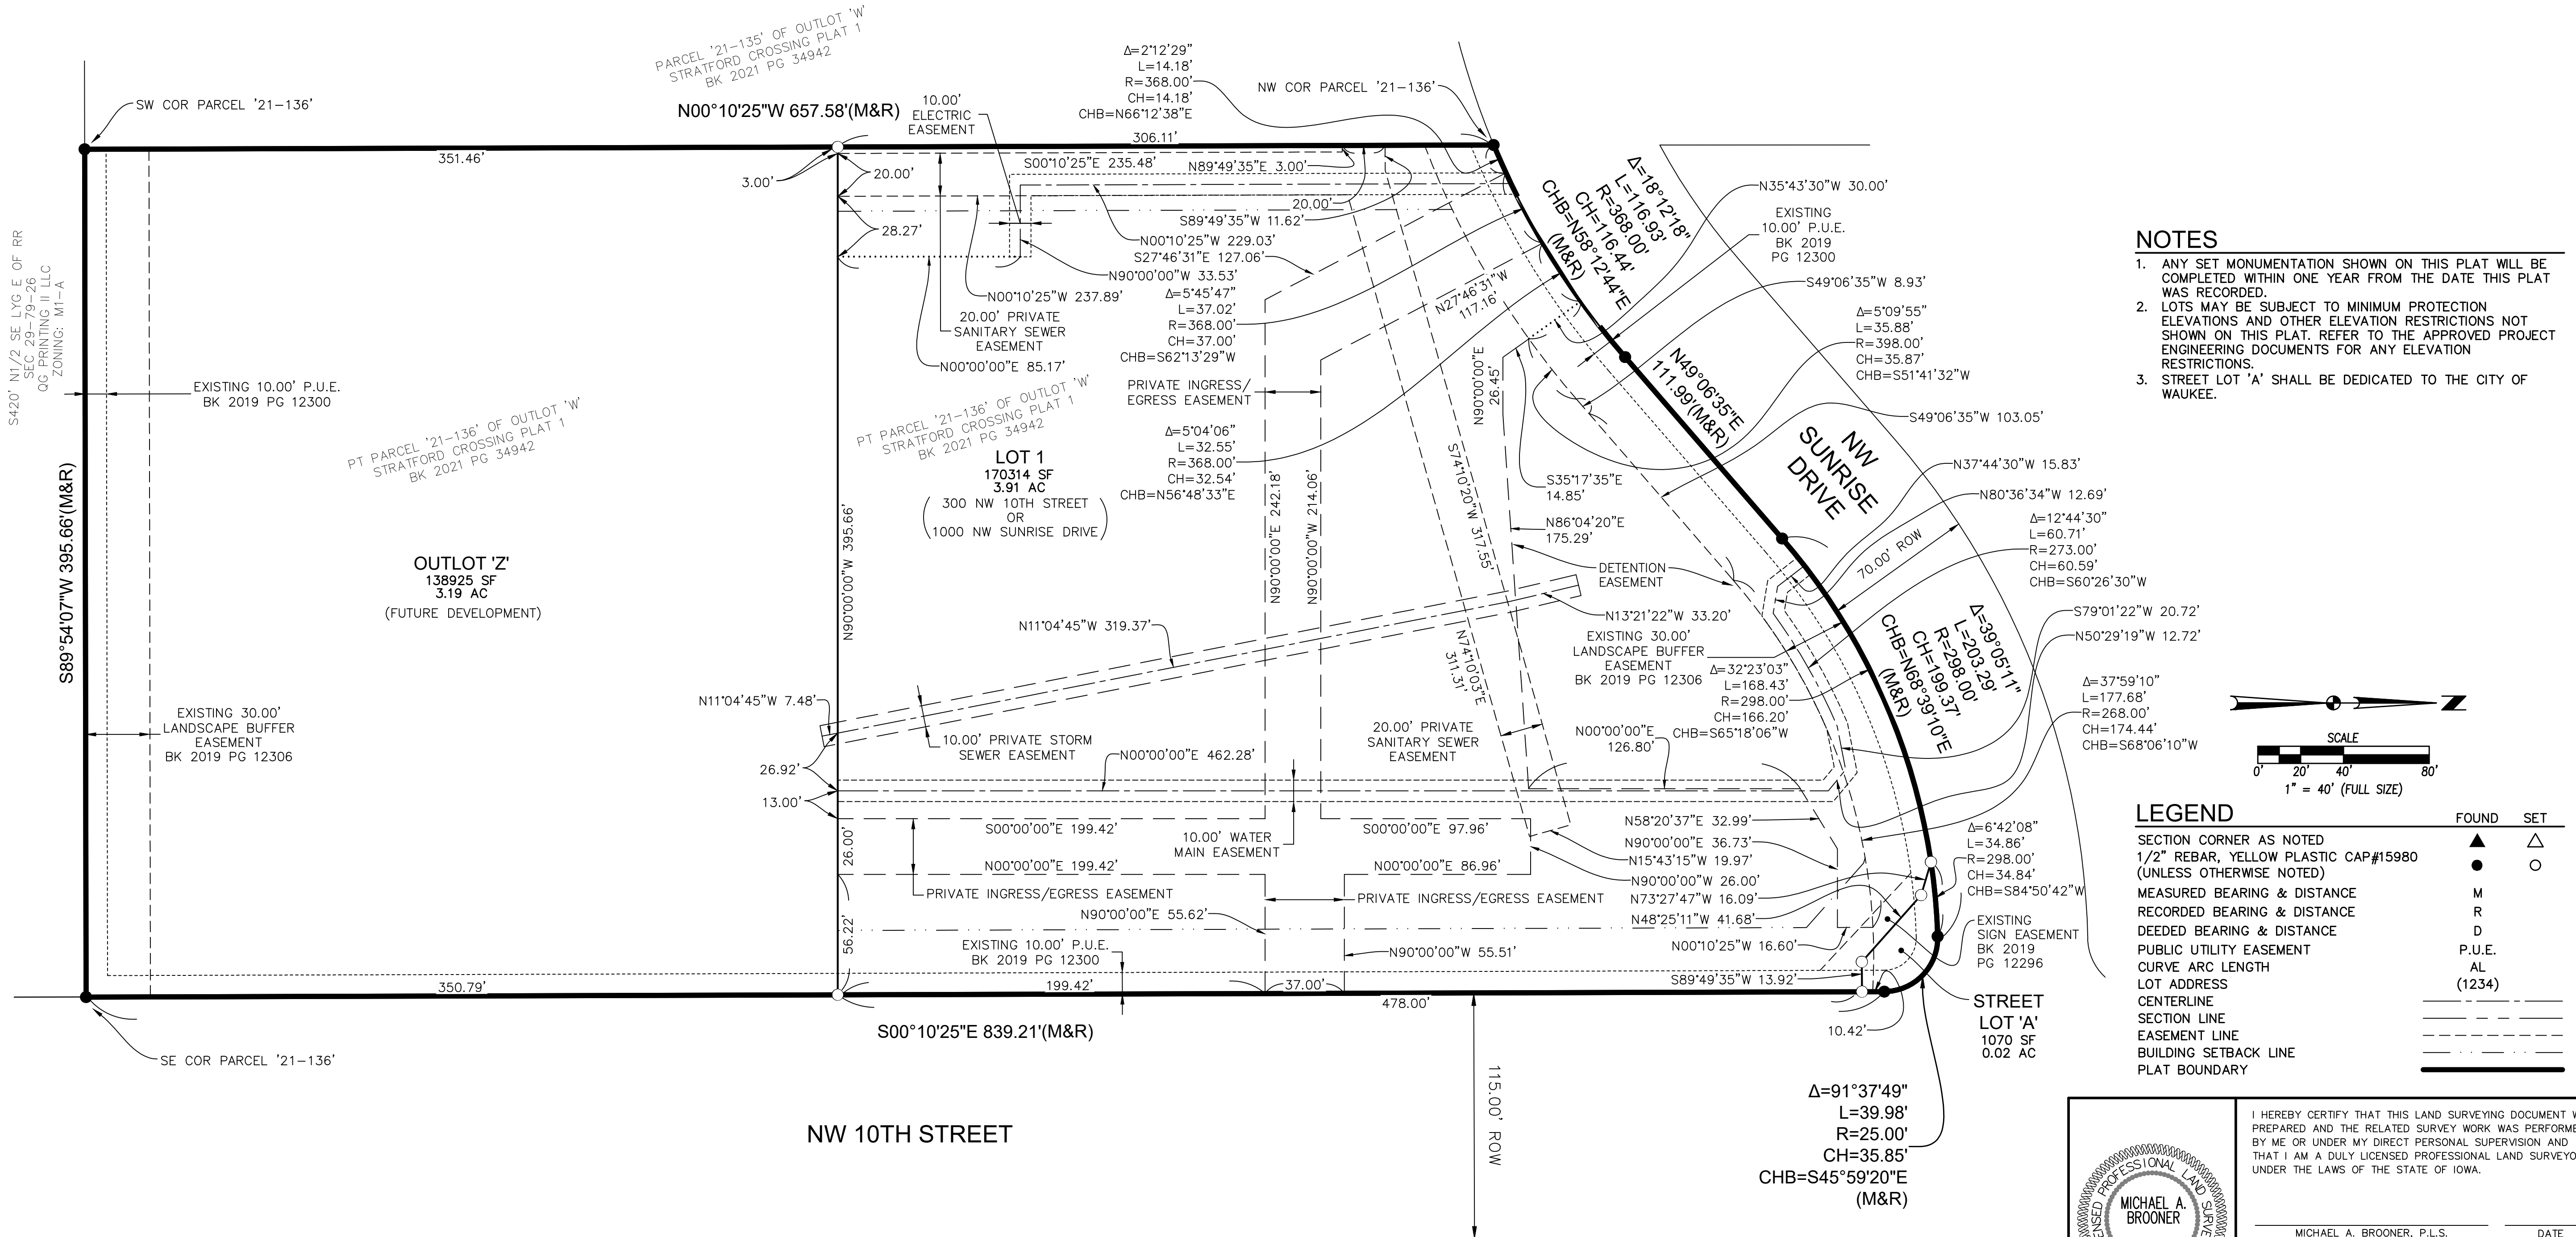 PARCEL '21-135' OF OUTLOT 'W'
STRATFORD CROSSING PLAT 1
BK 2021 PG 34942
SW COR PARCEL '21-136'
N00°10'25"W 657.58'(M&R)
10.00'
ELECTRIC
EASEMENT
Δ=2°12'29"
L=14.18'
R=368.00'
CH=14.18'
CHB=N66°12'38"E
NW COR PARCEL '21-136'
351.46'
306.11'
3.00'
20.00'
28.27'
S00°10'25"E 235.48'
N89°49'35"E 3.00'
20.00'
S89°49'35"W 11.62'
N00°10'25"W 229.03'
S27°46'31"E 127.06'
N90°00'00"W 33.53'
N00°10'25"W 237.89'
20.00' PRIVATE
SANITARY SEWER
EASEMENT
N00°00'00"E 85.17'
Δ=5°45'47"
L=37.02'
R=368.00'
CH=37.00'
CHB=S62°13'29"W
PRIVATE INGRESS/
EGRESS EASEMENT
Δ=5°04'06"
L=32.55'
R=368.00'
CH=32.54'
CHB=N56°48'33"E
Δ=18°12'18"
L=116.93'
R=368.00'
CH=116.44'
CHB=N58°12'44"E
(M&R)
N35°43'30"W 30.00'
EXISTING
10.00' P.U.E.
BK 2019
PG 12300
S49°06'35"W 8.93'
Δ=5°09'55"
L=35.88'
R=398.00'
CH=35.87'
CHB=S51°41'32"W
N27°46'31"W
117.16'
N90°00'00"E
26.45'
N49°06'35"E
111.99'(M&R)
S49°06'35"W 103.05'
NW
SUNRISE
DRIVE
N37°44'30"W 15.83'
N80°36'34"W 12.69'
70.00' ROW
Δ=12°44'30"
L=60.71'
R=273.00'
CH=60.59'
CHB=S60°26'30"W
S79°01'22"W 20.72'
N50°29'19"W 12.72'
Δ=39°05'11"
L=203.29'
R=298.00'
CH=199.37'
CHB=N68°39'10"E
(M&R)
Δ=37°59'10"
L=177.68'
R=268.00'
CH=174.44'
CHB=S68°06'10"W
S420' N1/2 SE LYG E OF RR
SEC 29-79-26
QG PRINTING II LLC
ZONING: M1-A
EXISTING 10.00' P.U.E.
BK 2019 PG 12300
PT PARCEL '21-136' OF OUTLOT 'W'
STRATFORD CROSSING PLAT 1
BK 2021 PG 34942
S89°54'07"W 395.66'(M&R)
OUTLOT 'Z'
138925 SF
3.19 AC
(FUTURE DEVELOPMENT)
EXISTING 30.00'
LANDSCAPE BUFFER
EASEMENT
BK 2019 PG 12306
PT PARCEL '21-136' OF OUTLOT 'W'
STRATFORD CROSSING PLAT 1
BK 2021 PG 34942
LOT 1
170314 SF
3.91 AC
300 NW 10TH STREET
OR
1000 NW SUNRISE DRIVE
N90°00'00"W 395.66'
N90°00'00"E 242.18'
N90°00'00"W 214.06'
S74°10'20"W 317.55'
N74°10'03"E
311.31'
S35°17'35"E
14.85'
N86°04'20"E
175.29'
DETENTION
EASEMENT
N13°21'22"W 33.20'
EXISTING 30.00'
LANDSCAPE BUFFER
EASEMENT
BK 2019 PG 12306
Δ=32°23'03"
L=168.43'
R=298.00'
CH=166.20'
CHB=S65°18'06"W
N11°04'45"W 319.37'
N11°04'45"W 7.48'
10.00' PRIVATE STORM
SEWER EASEMENT
N00°00'00"E 462.28'
20.00' PRIVATE
SANITARY SEWER
EASEMENT
N00°00'00"E
126.80'
26.92'
13.00'
26.00'
56.22'
S00°00'00"E 199.42'
10.00' WATER
MAIN EASEMENT
S00°00'00"E 97.96'
N00°00'00"E 199.42'
N00°00'00"E 86.96'
PRIVATE INGRESS/EGRESS EASEMENT
PRIVATE INGRESS/EGRESS EASEMENT
N90°00'00"E 55.62'
N90°00'00"W 55.51'
EXISTING 10.00' P.U.E.
BK 2019 PG 12300
N58°20'37"E 32.99'
N90°00'00"E 36.73'
N15°43'15"W 19.97'
N90°00'00"W 26.00'
N73°27'47"W 16.09'
N48°25'11"W 41.68'
N00°10'25"W 16.60'
S89°49'35"W 13.92'
Δ=6°42'08"
L=34.86'
R=298.00'
CH=34.84'
CHB=S84°50'42"W
EXISTING
SIGN EASEMENT
BK 2019
PG 12296
350.79'
199.42'
37.00'
478.00'
10.42'
STREET
LOT 'A'
1070 SF
0.02 AC
S00°10'25"E 839.21'(M&R)
SE COR PARCEL '21-136'
NW 10TH STREET
115.00' ROW
Δ=91°37'49"
L=39.98'
R=25.00'
CH=35.85'
CHB=S45°59'20"E
(M&R)
NOTES
1. ANY SET MONUMENTATION SHOWN ON THIS PLAT WILL BE
COMPLETED WITHIN ONE YEAR FROM THE DATE THIS PLAT
WAS RECORDED.
2. LOTS MAY BE SUBJECT TO MINIMUM PROTECTION
ELEVATIONS AND OTHER ELEVATION RESTRICTIONS NOT
SHOWN ON THIS PLAT. REFER TO THE APPROVED PROJECT
ENGINEERING DOCUMENTS FOR ANY ELEVATION
RESTRICTIONS.
3. STREET LOT 'A' SHALL BE DEDICATED TO THE CITY OF
WAUKEE.
Z
SCALE
0' 20' 40' 80'
1" = 40' (FULL SIZE)
LEGEND FOUND SET
SECTION CORNER AS NOTED
1/2" REBAR, YELLOW PLASTIC CAP#15980
(UNLESS OTHERWISE NOTED)
MEASURED BEARING & DISTANCE M
RECORDED BEARING & DISTANCE R
DEEDED BEARING & DISTANCE D
PUBLIC UTILITY EASEMENT P.U.E.
CURVE ARC LENGTH AL
LOT ADDRESS (1234)
CENTERLINE
SECTION LINE
EASEMENT LINE
BUILDING SETBACK LINE
PLAT BOUNDARY
I HEREBY CERTIFY THAT THIS LAND SURVEYING DOCUMENT W
PREPARED AND THE RELATED SURVEY WORK WAS PERFORME
BY ME OR UNDER MY DIRECT PERSONAL SUPERVISION AND
THAT I AM A DULY LICENSED PROFESSIONAL LAND SURVEYO
UNDER THE LAWS OF THE STATE OF IOWA.
ENSED PROFESSIONAL LAND SURVE
MICHAEL A.
BROONER
MICHAEL A. BROONER, P.L.S. DATE